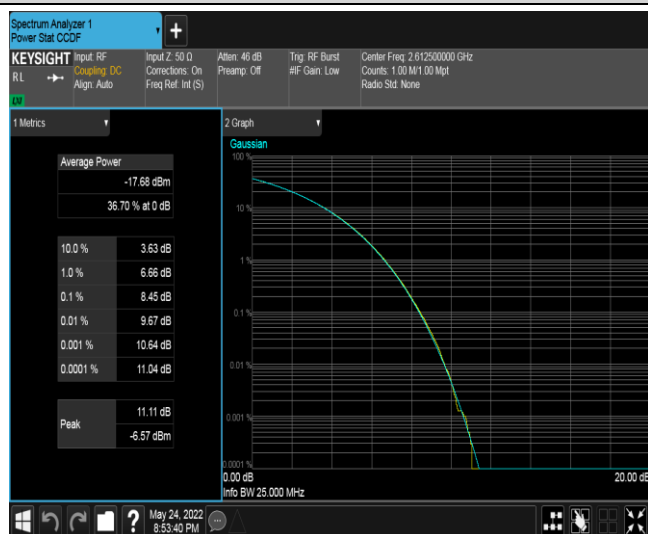 Spectrum Analyzer 1
Power Stat CCDF
KEYSIGHT
RL
LXI
Input: RF
Coupling: DC
Align: Auto
Input Z: 50 Ω
Corrections: On
Freq Ref: Int (S)
Atten: 46 dB
Preamp: Off
Trig: RF Burst
#IF Gain: Low
Center Freq: 2.612500000 GHz
Counts: 1.00 M/1.00 Mpt
Radio Std: None
1 Metrics
Average Power
-17.68 dBm
36.70 % at 0 dB
10.0 % 3.63 dB
1.0 % 6.66 dB
0.1 % 8.45 dB
0.01 % 9.67 dB
0.001 % 10.64 dB
0.0001 % 11.04 dB
Peak
11.11 dB
-6.57 dBm
2 Graph
Gaussian
100 %
10 %
1 %
0.1 %
0.01 %
0.001 %
0.0001 %
0.00 dB 20.00 dB
Info BW 25.000 MHz
?
May 24, 2022
8:53:40 PM